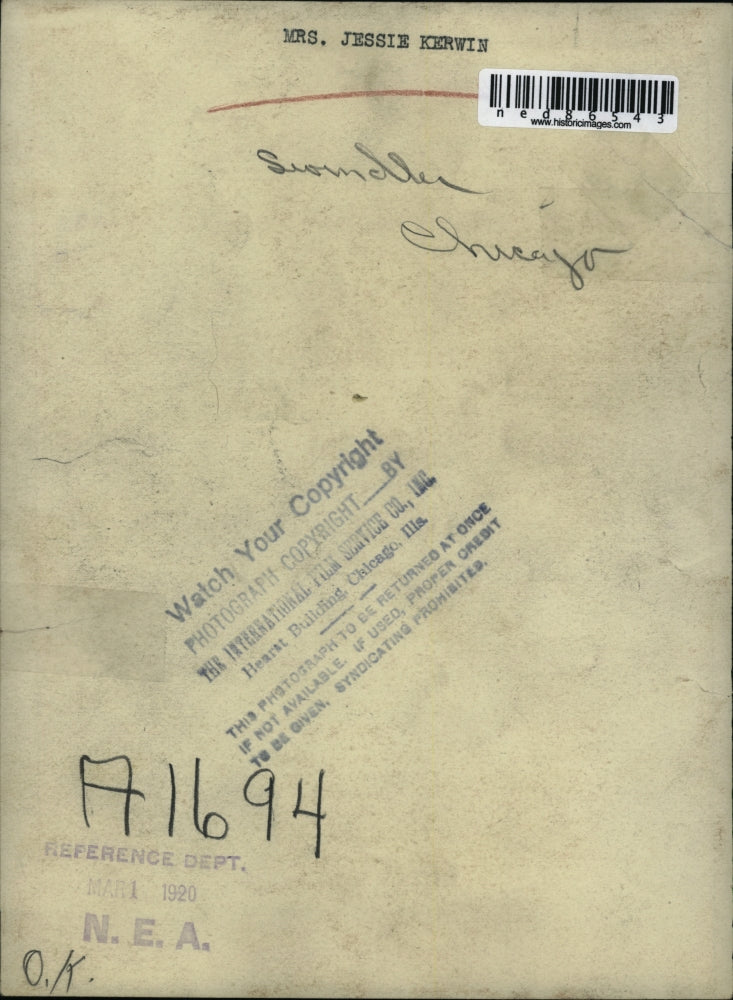 MRS. JESSIE KERWIN
ned86543
www.historicimages.com
Swindler
Chicago
Watch Your Copyright
PHOTOGRAPH COPYRIGHT BY
THE INTERNATIONAL FILM SERVICE CO., INC.
Hearst Building, Chicago, Ills.
THIS PHOTOGRAPH TO BE RETURNED AT ONCE
IF NOT AVAILABLE. IF USED, PROPER CREDIT
TO BE GIVEN. SYNDICATING PROHIBITED.
A1694
REFERENCE DEPT.
MAR 1 1920
N. E. A.
O.K.